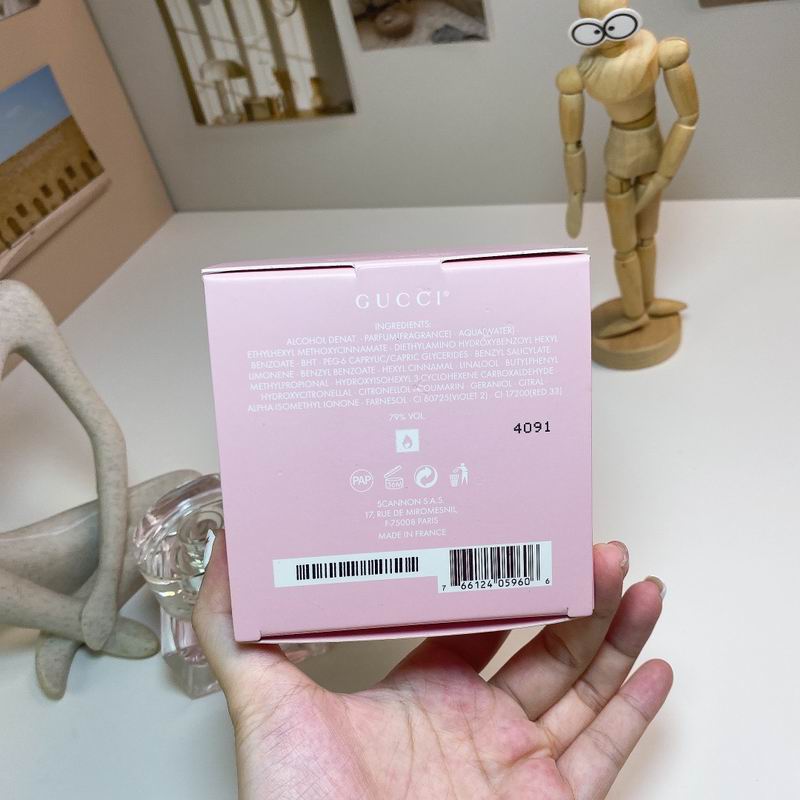 GUCCI®
INGREDIENTS:
ALCOHOL DENAT · PARFUM(FRAGRANCE) · AQUA(WATER)
ETHYLHEXYL METHOXYCINNAMATE · DIETHYLAMINO HYDROXYBENZOYL HEXYL
BENZOATE · BHT · PEG-6 CAPRYLIC/CAPRIC GLYCERIDES · BENZYL SALICYLATE
LIMONENE · BENZYL BENZOATE · HEXYL CINNAMAL · LINALOOL · BUTYLPHENYL
METHYLPROPIONAL · HYDROXYISOHEXYL 3-CYCLOHEXENE CARBOXALDEHYDE
HYDROXYCITRONELLAL · CITRONELLOL · COUMARIN · GERANIOL · CITRAL
ALPHA ISOMETHYL IONONE · FARNESOL · CI 60725(VIOLET 2) · CI 17200(RED 33)
79% VOL.
4091
PAP
36M
SCANNON S.A.S.
17, RUE DE MIROMESNIL,
F-75008 PARIS
MADE IN FRANCE
7 66124 05960 6